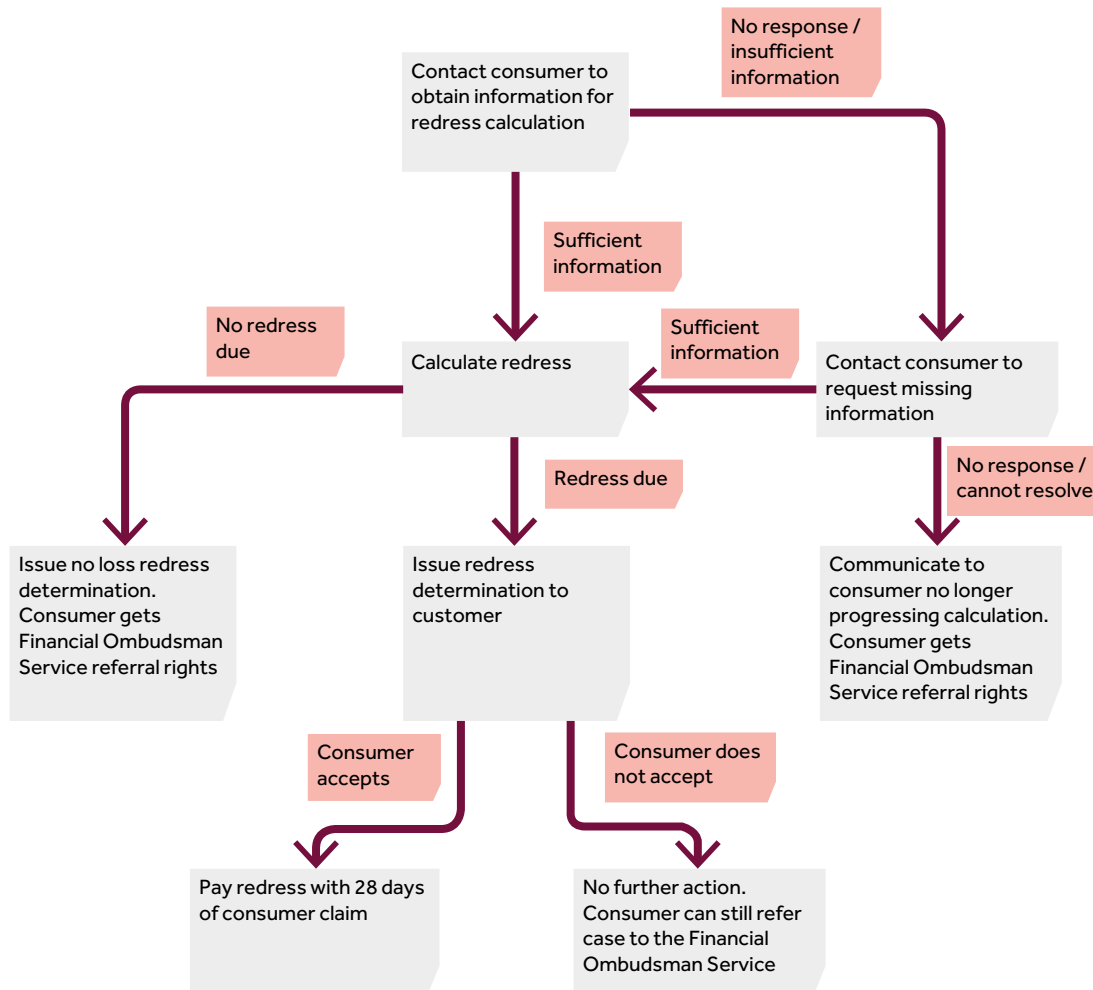 No response /
insufficient
information
Contact consumer to
obtain information for
redress calculation
Sufficient
information
No redress
due
Sufficient
information
Calculate redress
Contact consumer to
request missing
information
Redress due
No response /
cannot resolve
Issue no loss redress
determination.
Consumer gets
Financial Ombudsman
Service referral rights
Issue redress
determination to
customer
Communicate to
consumer no longer
progressing calculation.
Consumer gets
Financial Ombudsman
Service referral rights
Consumer
accepts
Consumer does
not accept
Pay redress with 28 days
of consumer claim
No further action.
Consumer can still refer
case to the Financial
Ombudsman Service